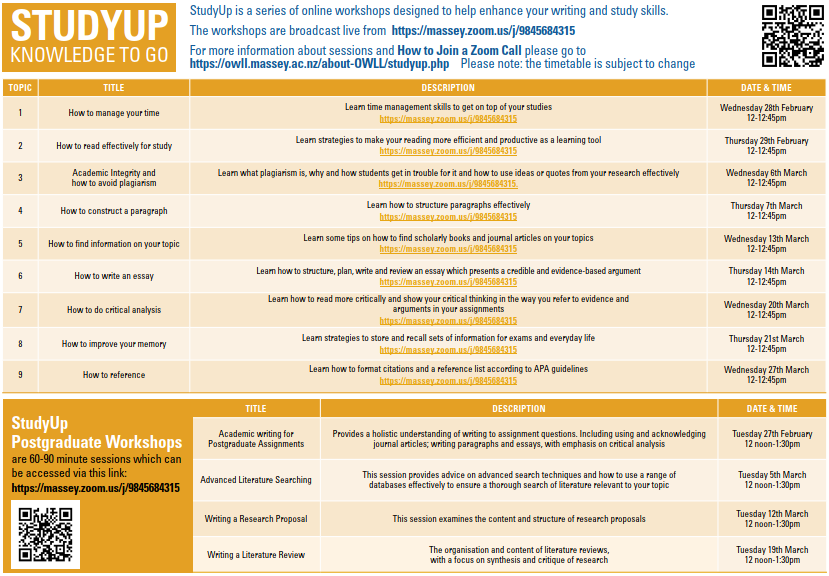 STUDYUP
KNOWLEDGE TO GO
StudyUp is a series of online workshops designed to help enhance your writing and study skills.
The workshops are broadcast live from https://massey.zoom.us/j/9845684315
For more information about sessions and How to Join a Zoom Call please go to
https://owll.massey.ac.nz/about-OWLL/studyup.php Please note: the timetable is subject to change
TOPIC TITLE DESCRIPTION DATE & TIME
1 How to manage your time
Learn time management skills to get on top of your studies
https://massey.zoom.us/j/9845684315
Wednesday 28th February
12-12:45pm
2 How to read effectively for study
Learn strategies to make your reading more efficient and productive as a learning tool
https://massey.zoom.us/j/9845684315
Thursday 29th February
12-12:45pm
3
Academic Integrity and
how to avoid plagiarism
Learn what plagiarism is, why and how students get in trouble for it and how to use ideas or quotes from your research effectively
https://massey.zoom.us/j/9845684315.
Wednesday 6th March
12-12:45pm
4 How to construct a paragraph
Learn how to structure paragraphs effectively
https://massey.zoom.us/j/9845684315
Thursday 7th March
12-12:45pm
5 How to find information on your topic
Learn some tips on how to find scholarly books and journal articles on your topics
https://massey.zoom.us/j/9845684315
Wednesday 13th March
12-12:45pm
6 How to write an essay
Learn how to structure, plan, write and review an essay which presents a credible and evidence-based argument
https://massey.zoom.us/j/9845684315
Thursday 14th March
12-12:45pm
7 How to do critical analysis
Learn how to read more critically and show your critical thinking in the way you refer to evidence and
arguments in your assignments
https://massey.zoom.us/j/9845684315
Wednesday 20th March
12-12:45pm
8 How to improve your memory
Learn strategies to store and recall sets of information for exams and everyday life
https://massey.zoom.us/j/9845684315
Thursday 21st March
12-12:45pm
9 How to reference
Learn how to format citations and a reference list according to APA guidelines
https://massey.zoom.us/j/9845684315
Wednesday 27th March
12-12:45pm
StudyUp
Postgraduate Workshops
are 60-90 minute sessions which can
be accessed via this link:
https://massey.zoom.us/j/9845684315
TITLE DESCRIPTION DATE & TIME
Academic writing for
Postgraduate Assignments
Provides a holistic understanding of writing to assignment questions. Including using and acknowledging
journal articles; writing paragraphs and essays, with emphasis on critical analysis
Tuesday 27th February
12 noon-1:30pm
Advanced Literature Searching
This session provides advice on advanced search techniques and how to use a range of
databases effectively to ensure a thorough search of literature relevant to your topic
Tuesday 5th March
12 noon-1:30pm
Writing a Research Proposal
This session examines the content and structure of research proposals
Tuesday 12th March
12 noon-1:30pm
Writing a Literature Review
The organisation and content of literature reviews,
with a focus on synthesis and critique of research
Tuesday 19th March
12 noon-1:30pm